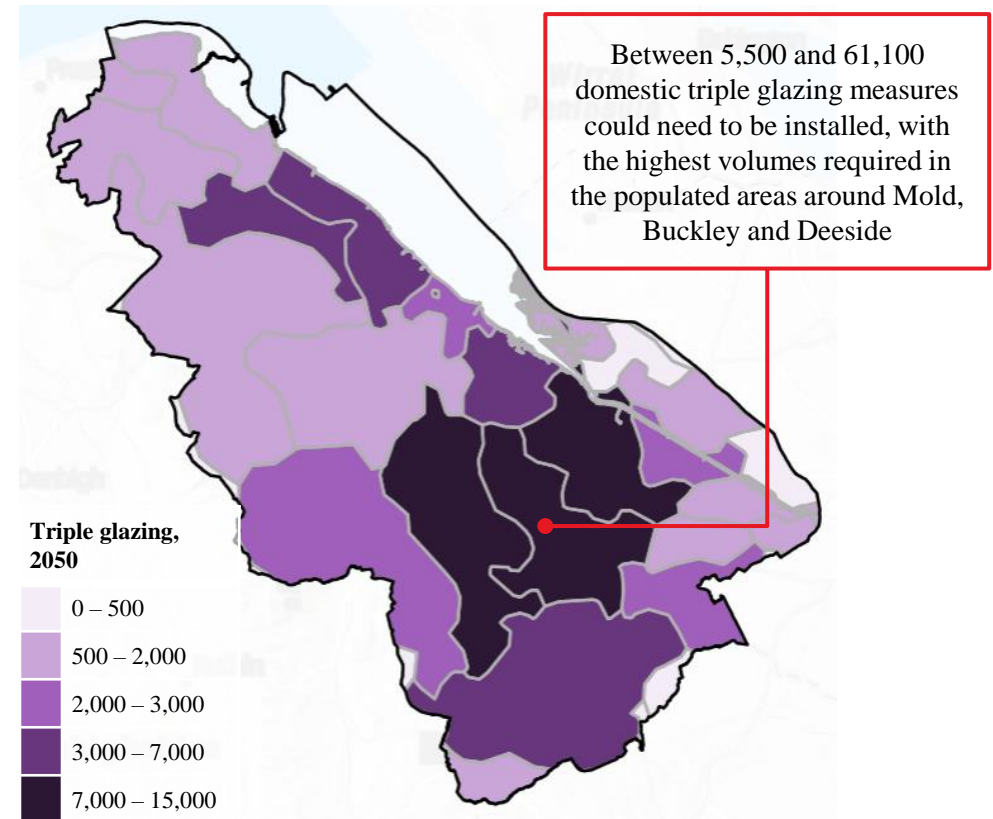 Between 5,500 and 61,100
domestic triple glazing measures
could need to be installed, with
the highest volumes required in
the populated areas around Mold,
Buckley and Deeside
Wirral
Denbigh
Triple glazing,
2050
0 – 500
500 – 2,000
2,000 – 3,000
3,000 – 7,000
7,000 – 15,000